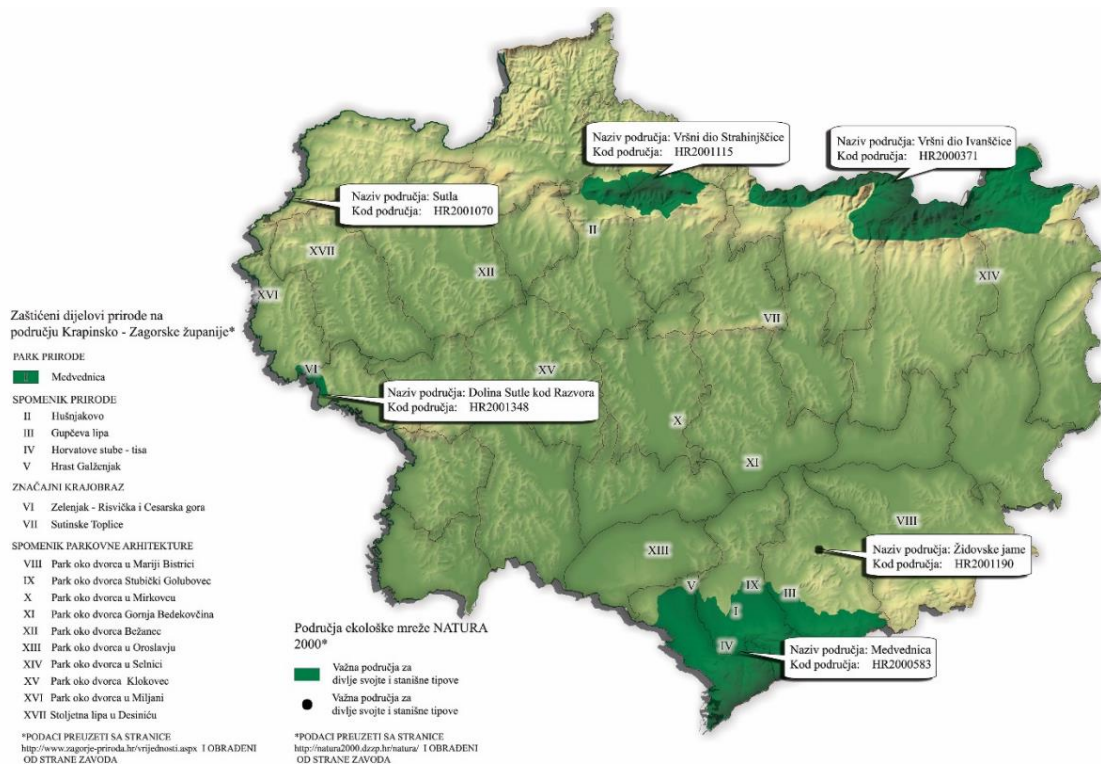 Naziv područja: Vršni dio Strahinjščice
Kod područja: HR2001115
Naziv područja: Vršni dio Ivanščice
Kod područja: HR2000371
Naziv područja: Sutla
Kod područja: HR2001070
II
XVII
XII
XIV
XVI
VII
VI
XV
Naziv područja: Dolina Sutle kod Razvora
Kod područja: HR2001348
X
XI
VIII
XIII
Naziv područja: Židovske jame
Kod područja: HR2001190
V
IX
III
I
IV
Naziv područja: Medvednica
Kod područja: HR2000583
Zaštićeni dijelovi prirode na
području Krapinsko - Zagorske županije*
PARK PRIRODE
I Medvednica
SPOMENIK PRIRODE
II Hušnjakovo
III Gupčeva lipa
IV Horvatove stube - tisa
V Hrast Galženjak
ZNAČAJNI KRAJOBRAZ
VI Zelenjak - Risvička i Cesarska gora
VII Sutinske Toplice
SPOMENIK PARKOVNE ARHITEKTURE
VIII Park oko dvorca u Mariji Bistrici
IX Park oko dvorca Stubički Golubovec
X Park oko dvorca u Mirkovcu
XI Park oko dvorca Gornja Bedekovčina
XII Park oko dvorca Bežanec
XIII Park oko dvorca u Oroslavju
XIV Park oko dvorca u Selnici
XV Park oko dvorca Klokovec
XVI Park oko dvorca u Miljani
XVII Stoljetna lipa u Desiniću
*PODACI PREUZETI SA STRANICE
http://www.zagorje-priroda.hr/vrijednosti.aspx I OBRAĐENI
OD STRANE ZAVODA
Područja ekološke mreže NATURA
2000*
Važna područja za
divlje svojte i stanišne tipove
Važna područja za
divlje svojte i stanišne tipove
*PODACI PREUZETI SA STRANICE
http://natura2000.dzzp.hr/natura/ I OBRAĐENI
OD STRANE ZAVODA